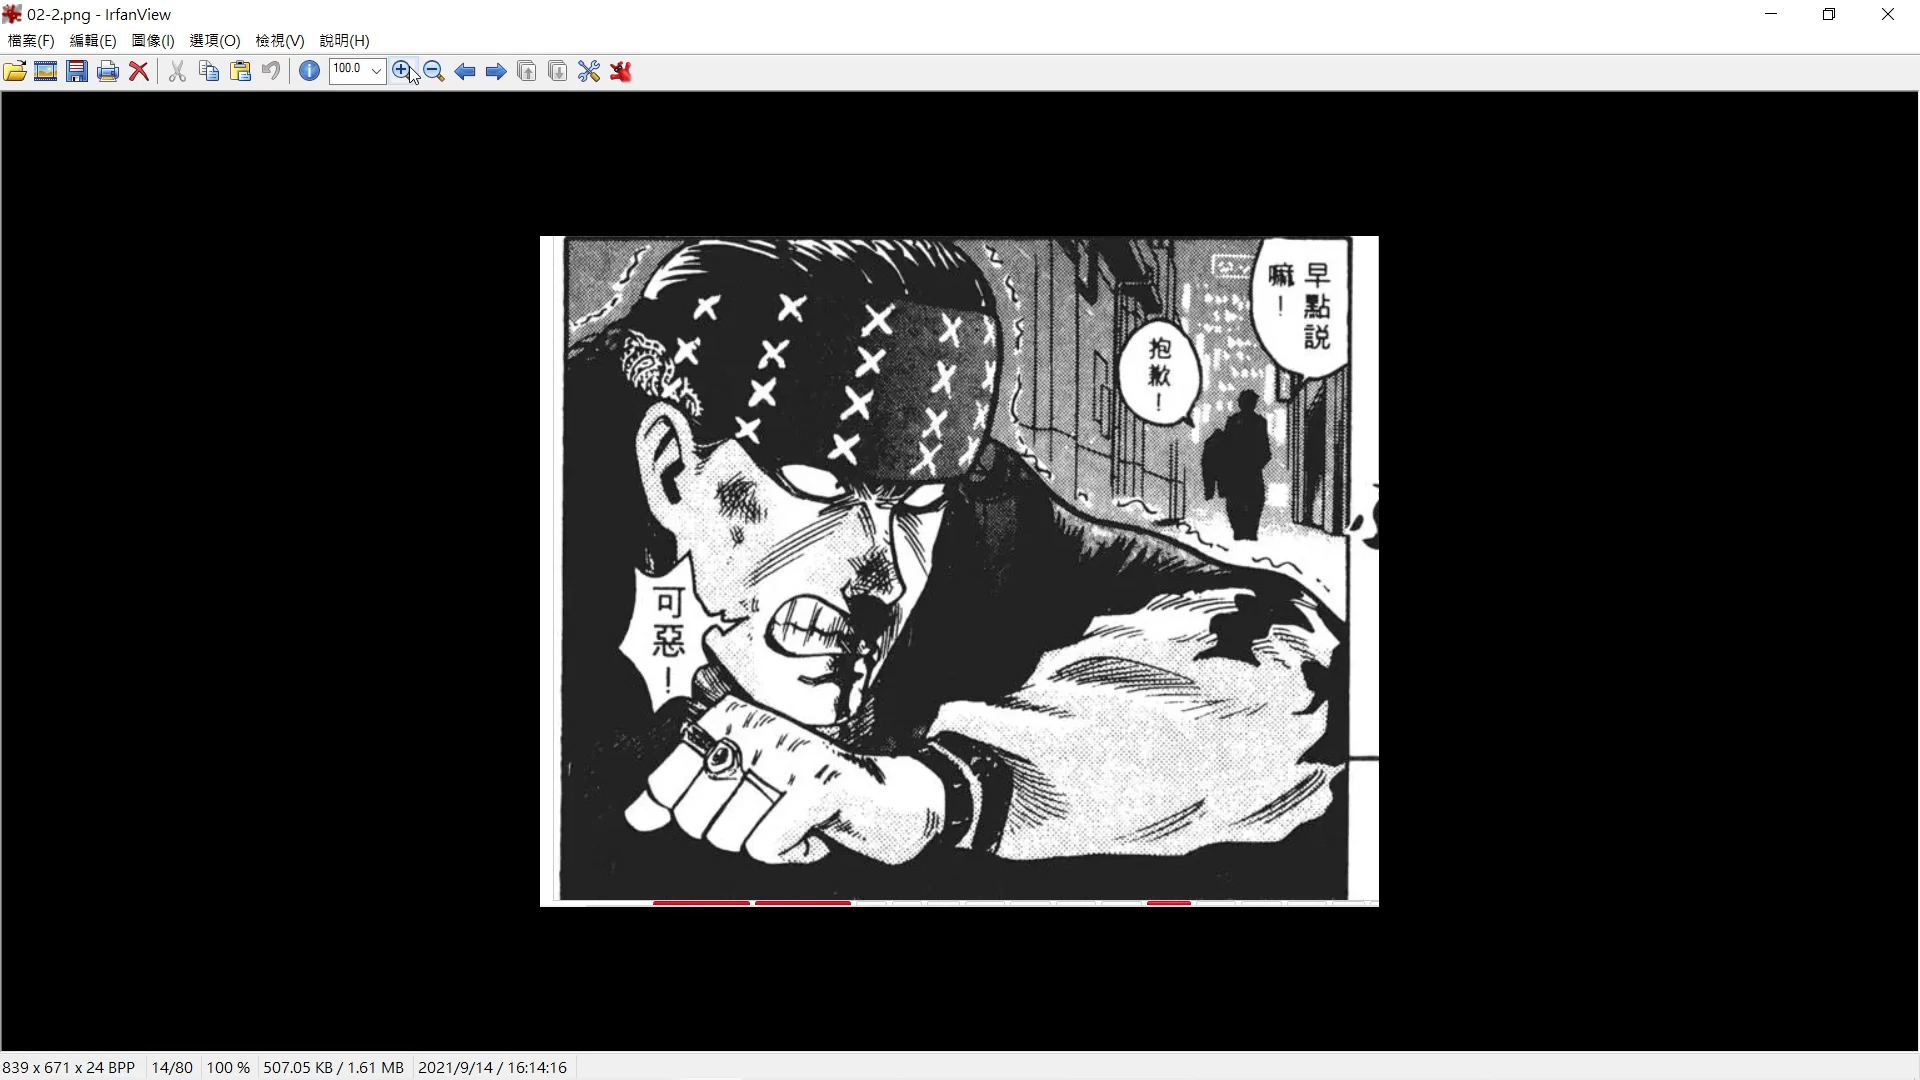 02-2.png - IrfanView
檔案(F) 編輯(E) 圖像(I) 選項(O) 檢視(V) 說明(H)
100.0
早點説
嘛！
抱歉！
可惡！
839 x 671 x 24 BPP 14/80 100 % 507.05 KB / 1.61 MB 2021/9/14 / 16:14:16